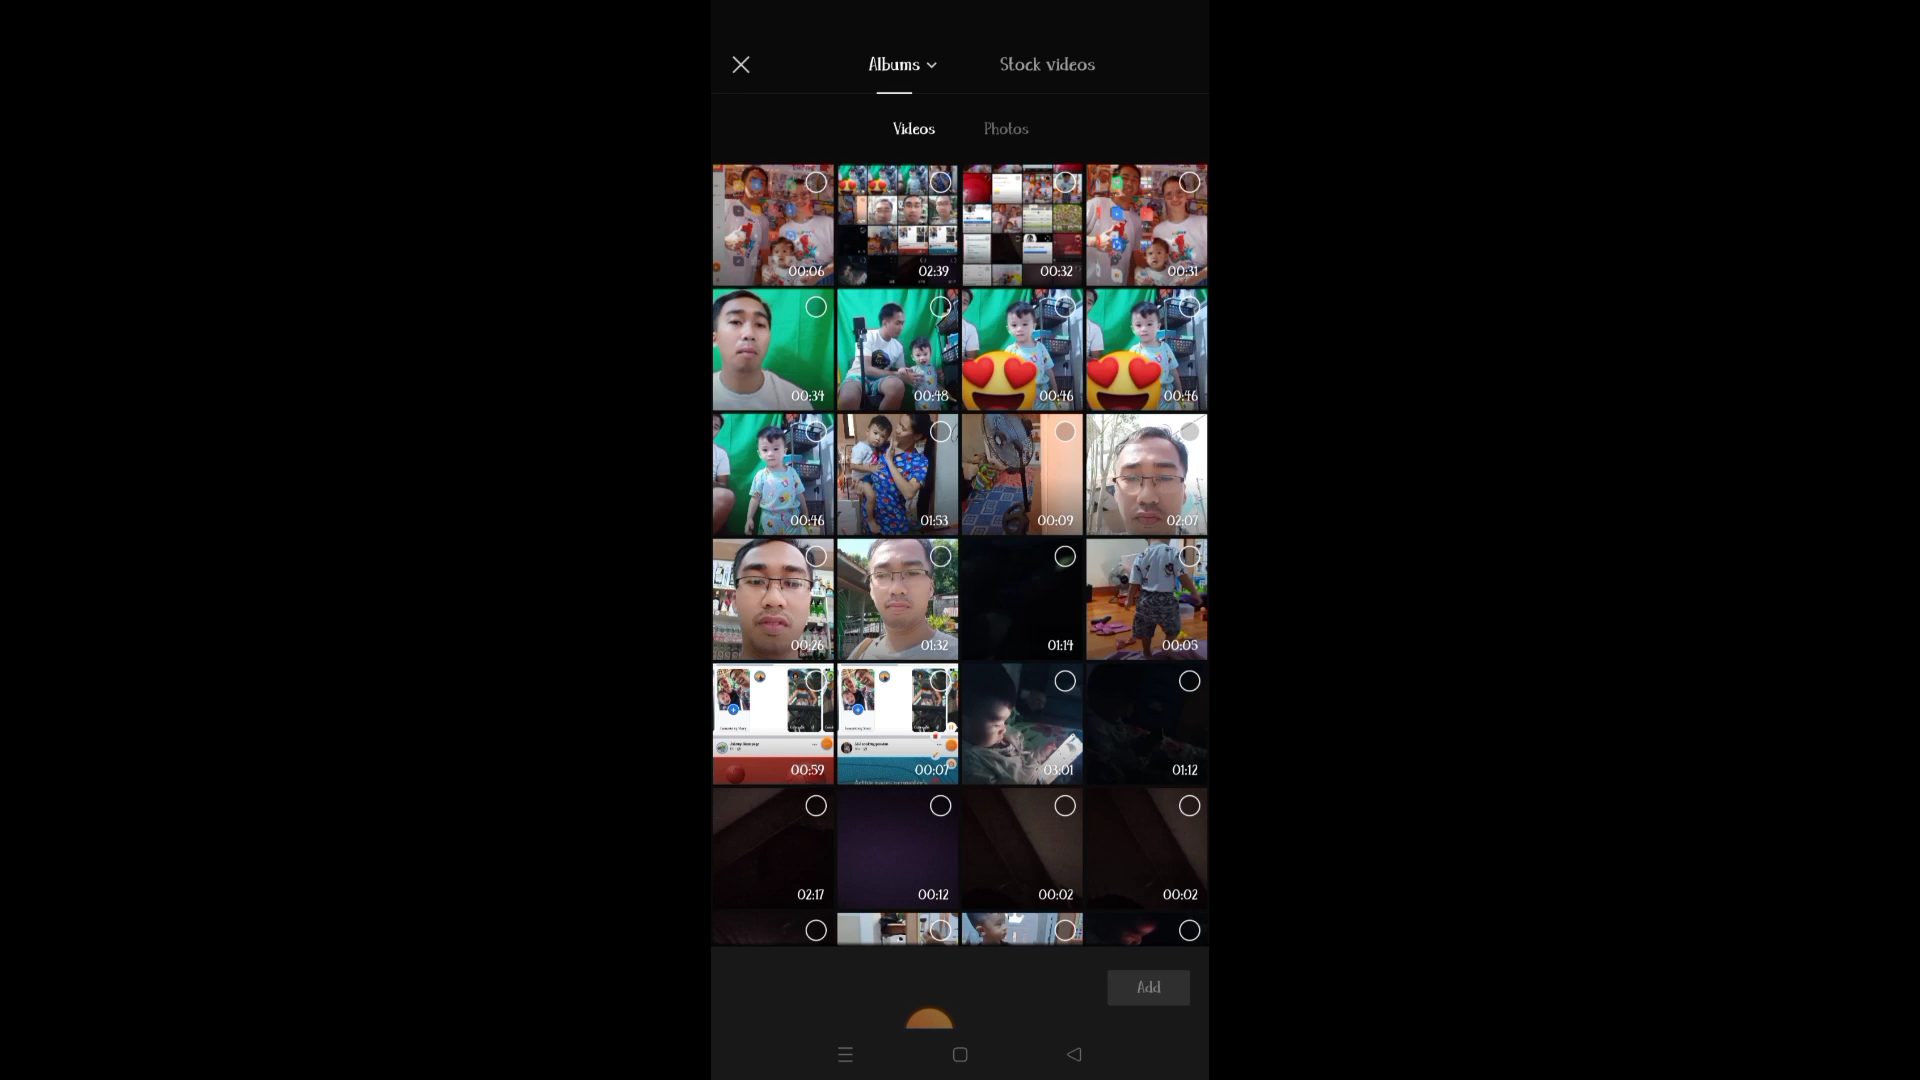 Albums Stock videos
Videos Photos
00:06 02:39 00:32 00:31
00:34 00:48 00:46 00:46
00:46 01:53 00:09 02:07
00:26 01:32 01:14 00:05
00:59 00:07 03:01 01:12
02:17 00:12 00:02 00:02
Add